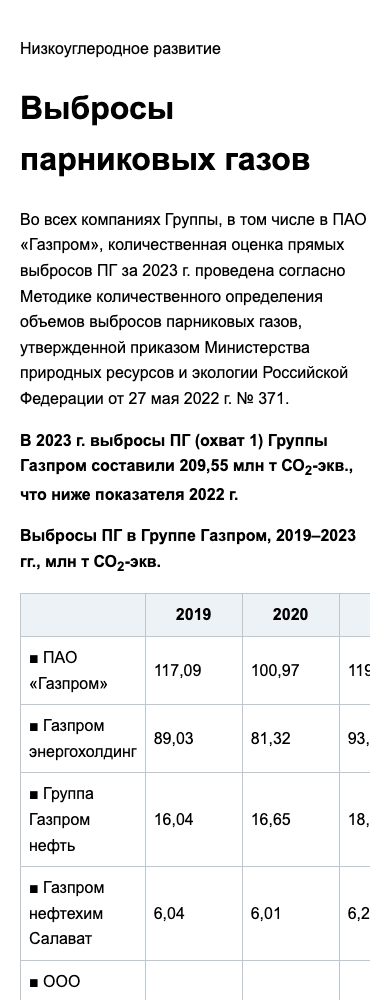 Низкоуглеродное развитие
Выбросы
парниковых газов
Во всех компаниях Группы, в том числе в ПАО
«Газпром», количественная оценка прямых
выбросов ПГ за 2023 г. проведена согласно
Методике количественного определения
объемов выбросов парниковых газов,
утвержденной приказом Министерства
природных ресурсов и экологии Российской
Федерации от 27 мая 2022 г. № 371.
В 2023 г. выбросы ПГ (охват 1) Группы
Газпром составили 209,55 млн т CO₂-экв.,
что ниже показателя 2022 г.
Выбросы ПГ в Группе Газпром, 2019–2023
гг., млн т CO₂-экв.
2019 2020
■ ПАО
«Газпром» 117,09 100,97 119
■ Газпром
энергохолдинг 89,03 81,32 93,
■ Группа
Газпром 16,04 16,65 18,
нефть
■ Газпром
нефтехим 6,04 6,01 6,2
Салават
■ ООО